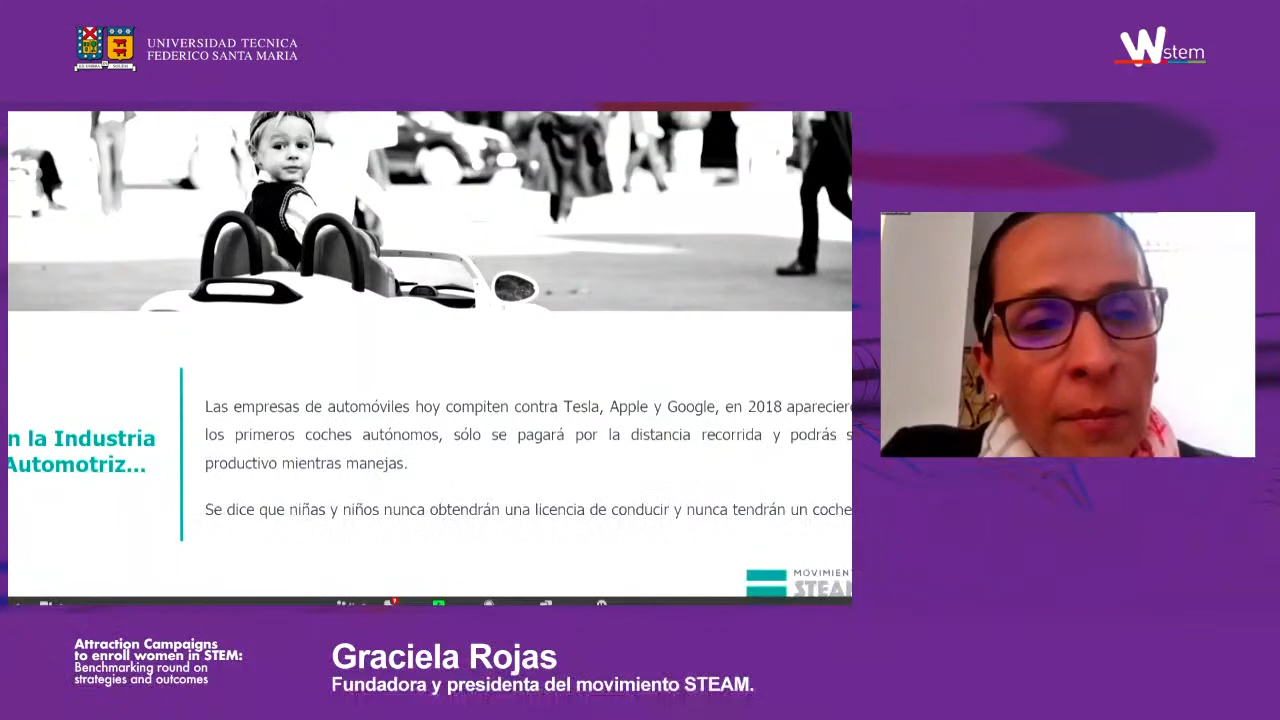 UNIVERSIDAD TECNICA
FEDERICO SANTA MARIA
Wstem
n la Industria
Automotriz...
Las empresas de automóviles hoy compiten contra Tesla, Apple y Google, en 2018 aparecier
los primeros coches autónomos, sólo se pagará por la distancia recorrida y podrás s
productivo mientras manejas.
Se dice que niñas y niños nunca obtendrán una licencia de conducir y nunca tendrán un coche
MOVIMIENT
STEA
Attraction Campaigns
to enroll women in STEM:
Benchmarking round on
strategies and outcomes
Graciela Rojas
Fundadora y presidenta del movimiento STEAM.